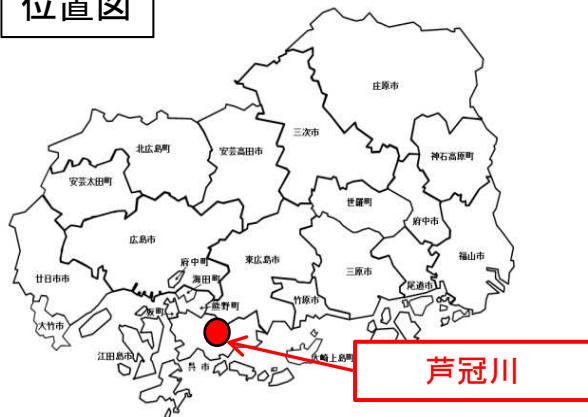 位置図
庄原市
三次市
北広島町
安芸高田市
神石高原町
安芸太田町
世羅町
府中市
広島市
府中町
東広島市
三原市
福山市
廿日市市
海田町
尾道市
熊野町
竹原市
坂町
大竹市
江田島市
呉市
大崎上島町
芦冠川